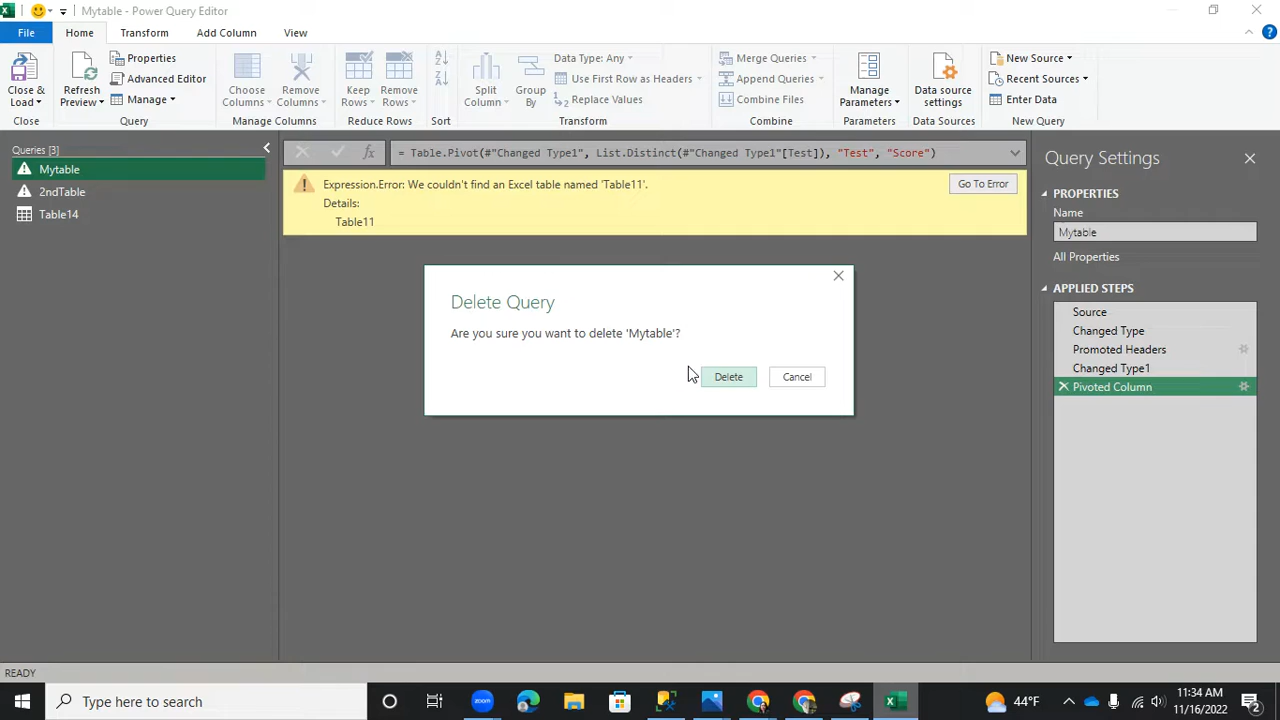 Mytable - Power Query Editor
File Home Transform Add Column View
Close & Load
Close
Refresh Preview
Properties
Advanced Editor
Manage
Query
Choose Columns
Remove Columns
Manage Columns
Keep Rows
Remove Rows
Reduce Rows
Sort
Split Column
Group By
Data Type: Any
Use First Row as Headers
Replace Values
Transform
Merge Queries
Append Queries
Combine Files
Combine
Manage Parameters
Parameters
Data source settings
Data Sources
New Source
Recent Sources
Enter Data
New Query
Queries [3]
Mytable
2ndTable
Table14
fx
= Table.Pivot(#"Changed Type1", List.Distinct(#"Changed Type1"[Test]), "Test", "Score")
Expression.Error: We couldn't find an Excel table named 'Table11'.
Details:
Table11
Go To Error
Delete Query
Are you sure you want to delete 'Mytable'?
Delete Cancel
Query Settings
PROPERTIES
Name
Mytable
All Properties
APPLIED STEPS
Source
Changed Type
Promoted Headers
Changed Type1
Pivoted Column
READY
Type here to search
zoom
44°F
11:34 AM
11/16/2022
2